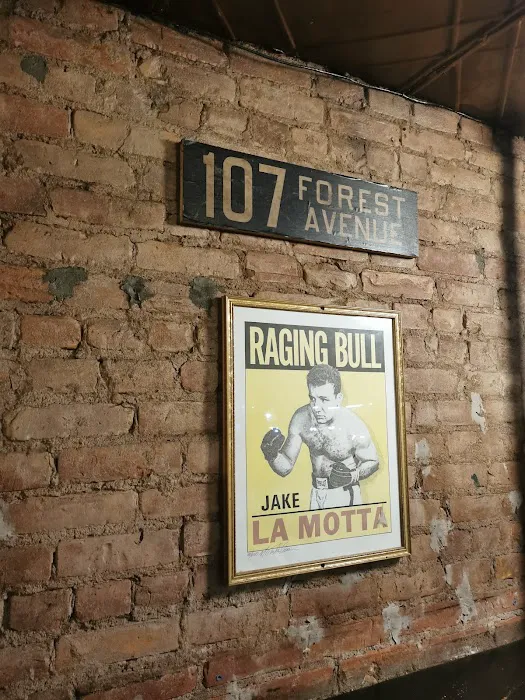 107 FOREST
AVENUE
RAGING BULL
JAKE
LA MOTTA